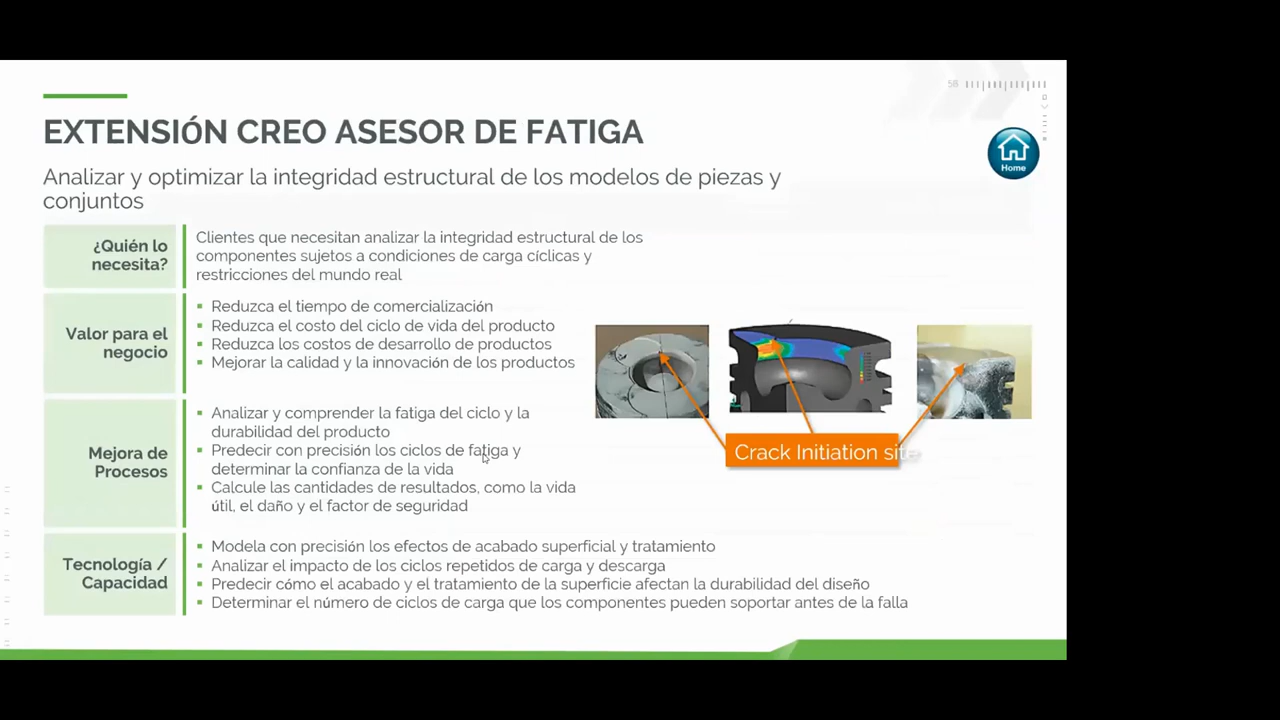 56
EXTENSIÓN CREO ASESOR DE FATIGA
Home
Analizar y optimizar la integridad estructural de los modelos de piezas y
conjuntos
¿Quién lo
necesita?
Clientes que necesitan analizar la integridad estructural de los
componentes sujetos a condiciones de carga cíclicas y
restricciones del mundo real
Valor para el
negocio
Reduzca el tiempo de comercialización
Reduzca el costo del ciclo de vida del producto
Reduzca los costos de desarrollo de productos
Mejorar la calidad y la innovación de los productos
Mejora de
Procesos
Analizar y comprender la fatiga del ciclo y la
durabilidad del producto
Predecir con precisión los ciclos de fatiga y
determinar la confianza de la vida
Calcule las cantidades de resultados, como la vida
útil, el daño y el factor de seguridad
Crack Initiation site
Tecnología /
Capacidad
Modela con precisión los efectos de acabado superficial y tratamiento
Analizar el impacto de los ciclos repetidos de carga y descarga
Predecir cómo el acabado y el tratamiento de la superficie afectan la durabilidad del diseño
Determinar el número de ciclos de carga que los componentes pueden soportar antes de la falla